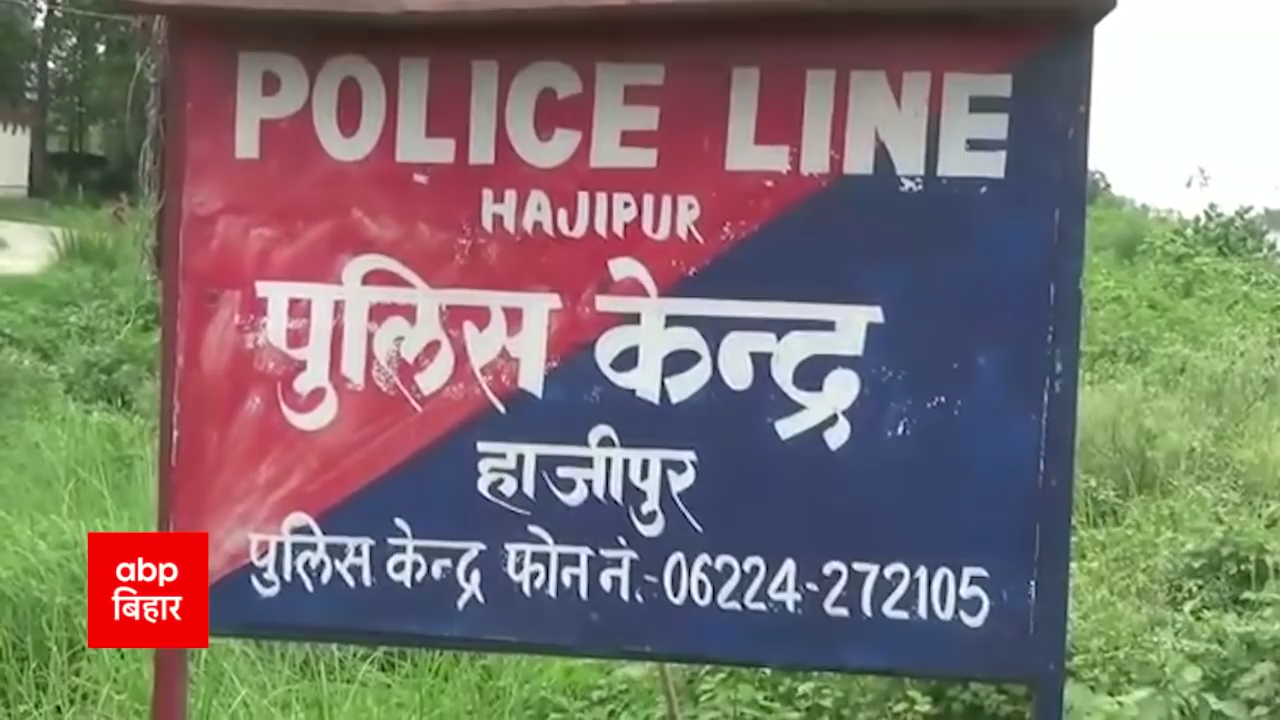 POLICE LINE
HAJIPUR
पुलिस केन्द्र
हाजीपुर
पुलिस केन्द्र फोन नं.-06224-272105
abp
बिहार